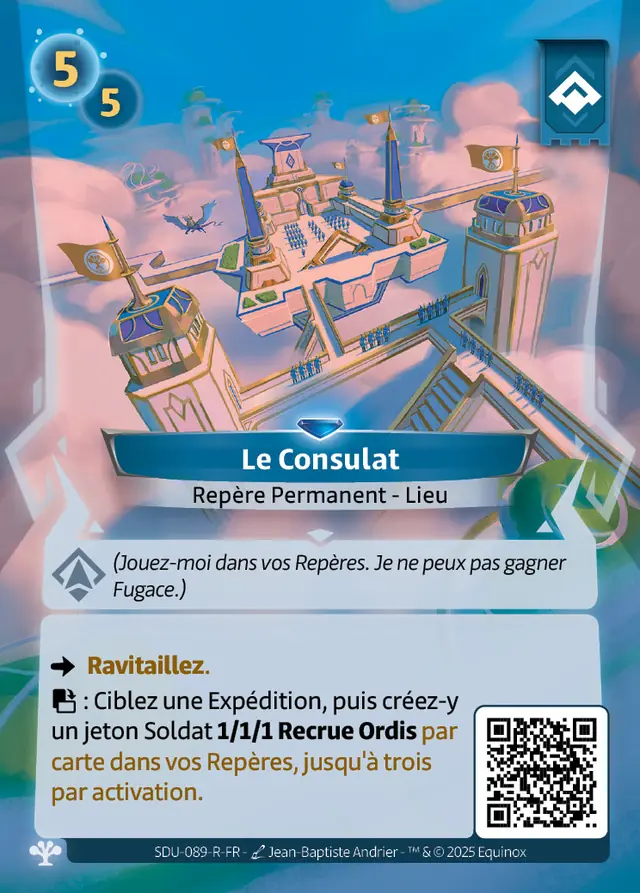 5
5
Le Consulat
Repère Permanent - Lieu
(Jouez-moi dans vos Repères. Je ne peux pas gagner
Fugace.)
Ravitaillez.
: Ciblez une Expédition, puis créez-y
un jeton Soldat 1/1/1 Recrue Ordis par
carte dans vos Repères, jusqu'à trois
par activation.
SDU-089-R-FR - Jean-Baptiste Andrier - ™ & © 2025 Equinox